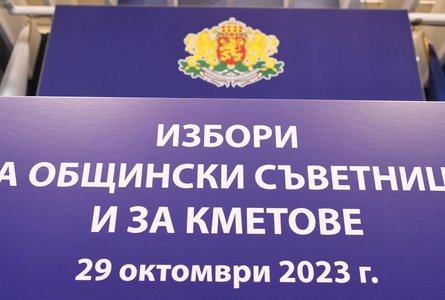 ИЗБОРИ
А ОБЩИНСКИ СЪВЕТНИЦ
И ЗА КМЕТОВЕ
29 октомври 2023 г.